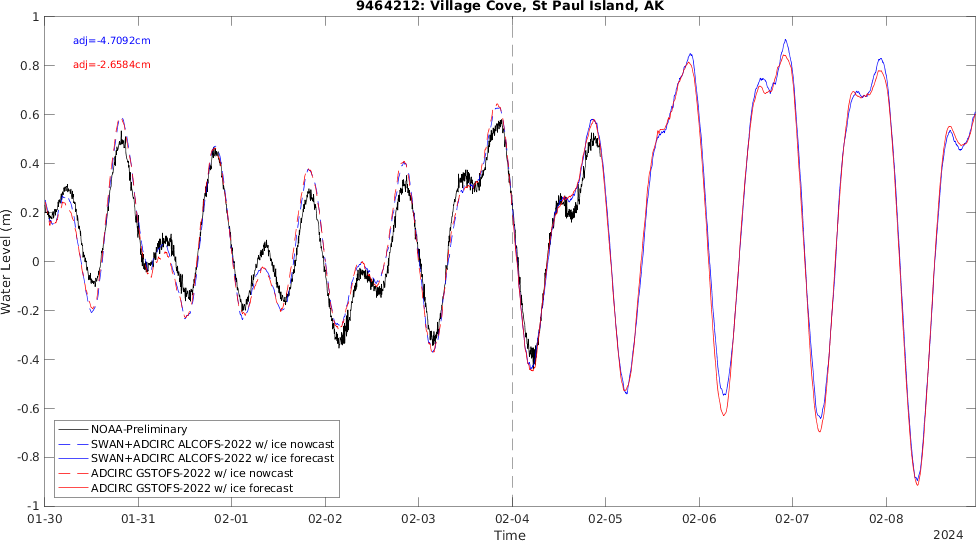 9464212: Village Cove, St Paul Island, AK
adj=-4.7092cm
adj=-2.6584cm
Water Level (m)
1
0.8
0.6
0.4
0.2
0
-0.2
-0.4
-0.6
-0.8
-1
NOAA-Preliminary
SWAN+ADCIRC ALCOFS-2022 w/ ice nowcast
SWAN+ADCIRC ALCOFS-2022 w/ ice forecast
ADCIRC GSTOFS-2022 w/ ice nowcast
ADCIRC GSTOFS-2022 w/ ice forecast
01-30 01-31 02-01 02-02 02-03 02-04 02-05 02-06 02-07 02-08
Time
2024